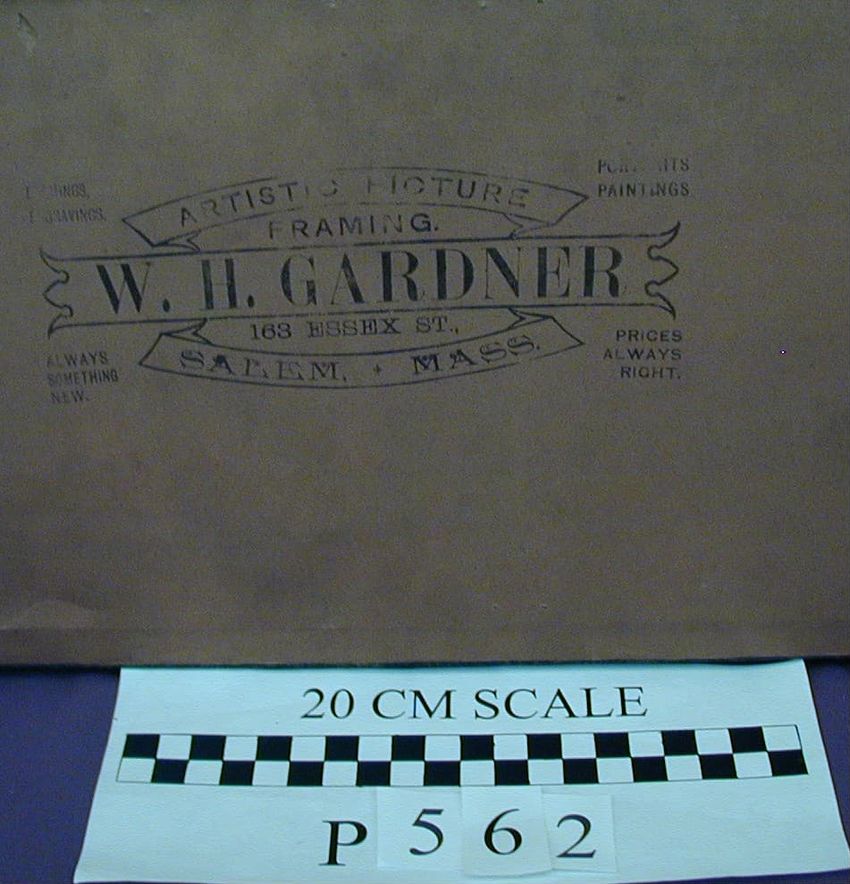 PAINTINGS
ARTISTIC PICTURE
FRAMING.
W. H. GARDNER
163 ESSEX ST.,
SALEM, + MASS.
ALWAYS
SOMETHING
NEW.
PRICES
ALWAYS
RIGHT.
20 CM SCALE
P 562